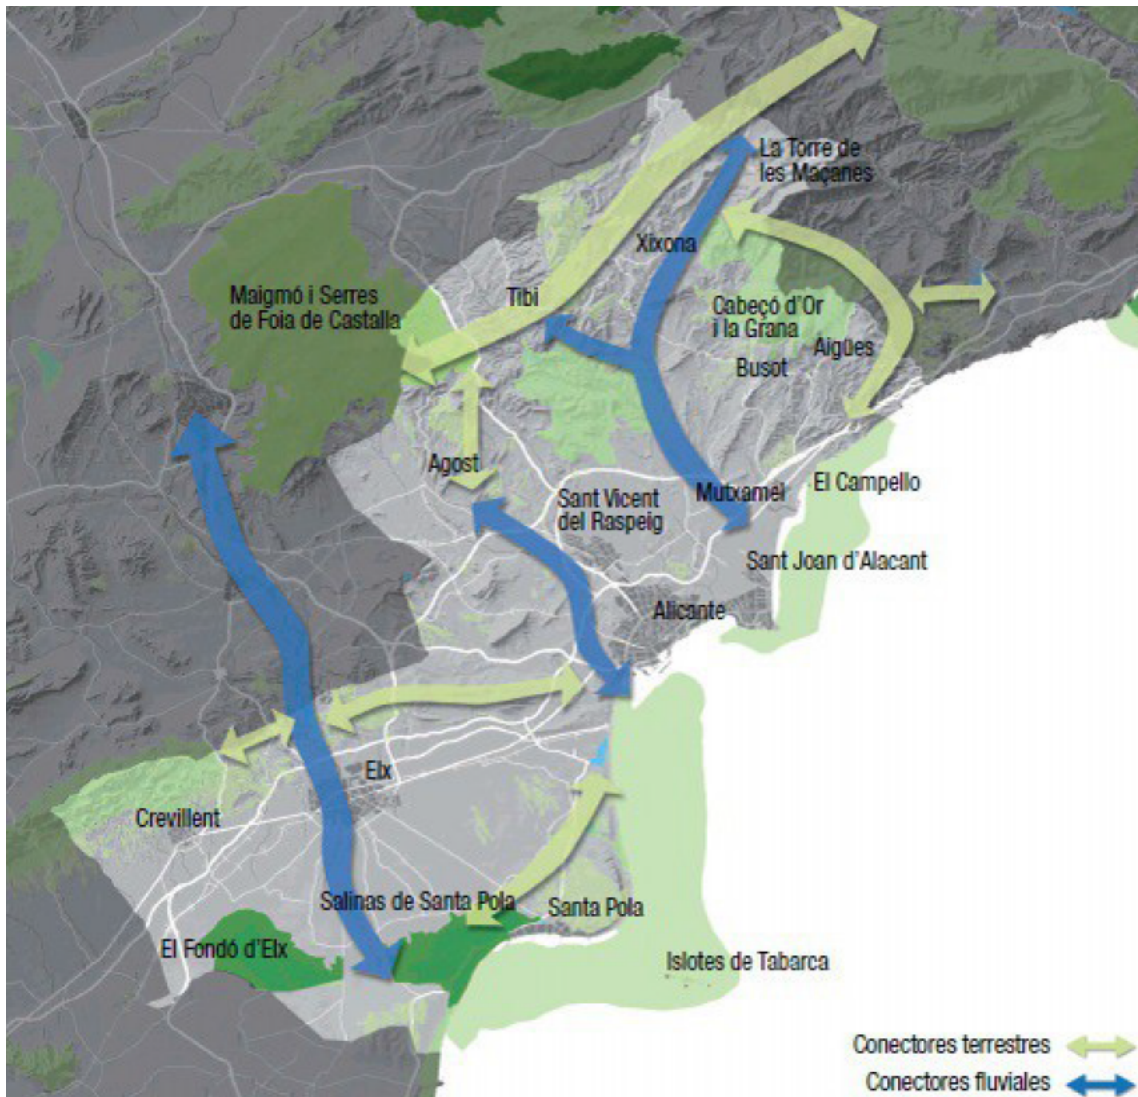 La Torre de
les Maçanes
Xixona
Maigmó i Serres
de Foia de Castalla
Tibi
Cabeçó d'Or
i la Grana
Aigües
Busot
Agost
Sant Vicent
del Raspeig
Mutxamel
El Campello
Sant Joan d'Alacant
Alicante
Elx
Crevillent
Salinas de Santa Pola
Santa Pola
El Fondó d'Elx
Islotes de Tabarca
Conectores terrestres
Conectores fluviales